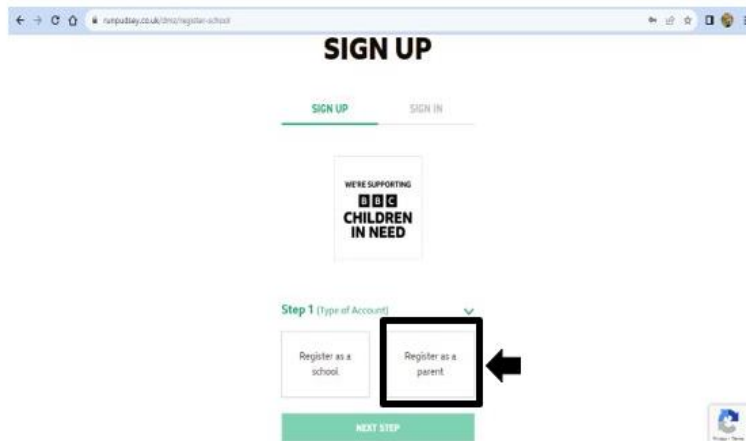 runpudsey.co.uk/dmz/register-school
SIGN UP
SIGN UP
SIGN IN
WE'RE SUPPORTING
BBC
CHILDREN
IN NEED
Step 1 (Type of Account)
Register as a
school
Register as a
parent
NEXT STEP